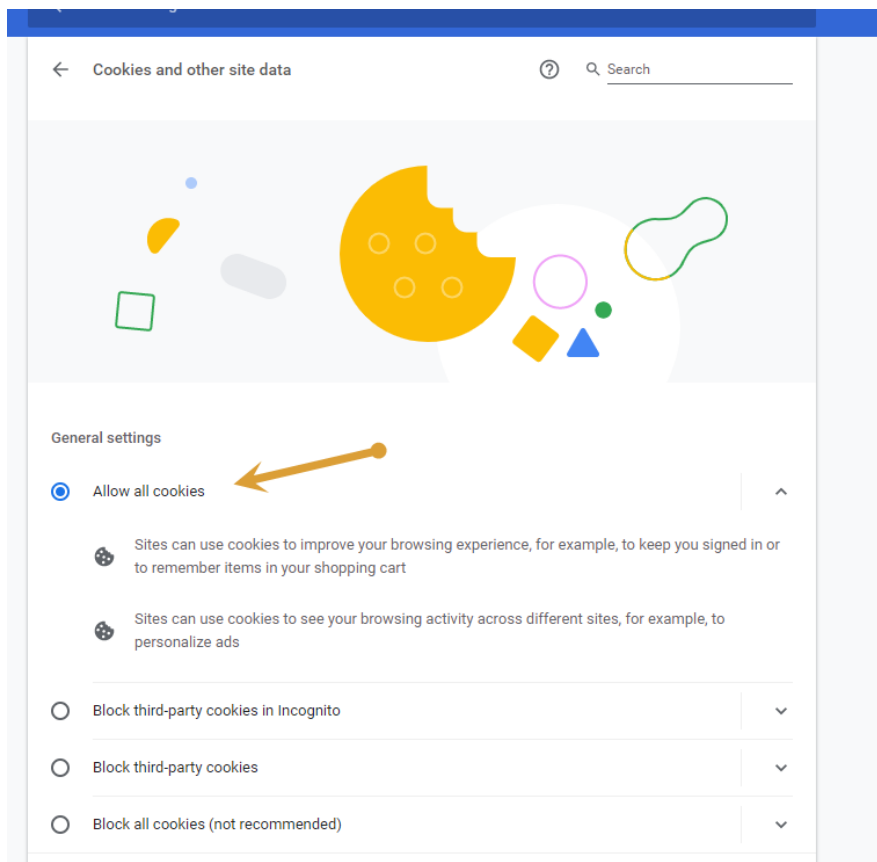 Cookies and other site data
Search
General settings
Allow all cookies
Sites can use cookies to improve your browsing experience, for example, to keep you signed in or
to remember items in your shopping cart
Sites can use cookies to see your browsing activity across different sites, for example, to
personalize ads
Block third-party cookies in Incognito
Block third-party cookies
Block all cookies (not recommended)